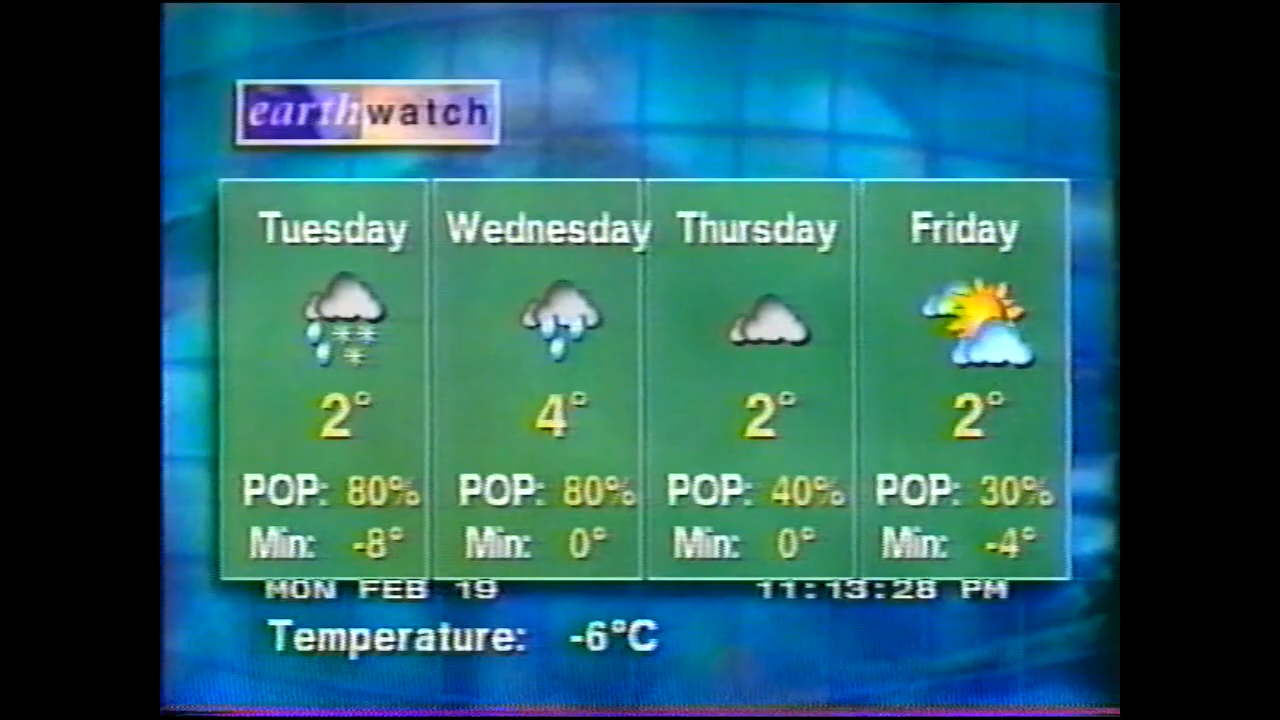 earthwatch
Tuesday Wednesday Thursday Friday
2° 4° 2° 2°
POP: 80% POP: 80% POP: 40% POP: 30%
Min: -8° Min: 0° Min: 0° Min: -4°
MON FEB 19 11:13:28 PM
Temperature: -6°C